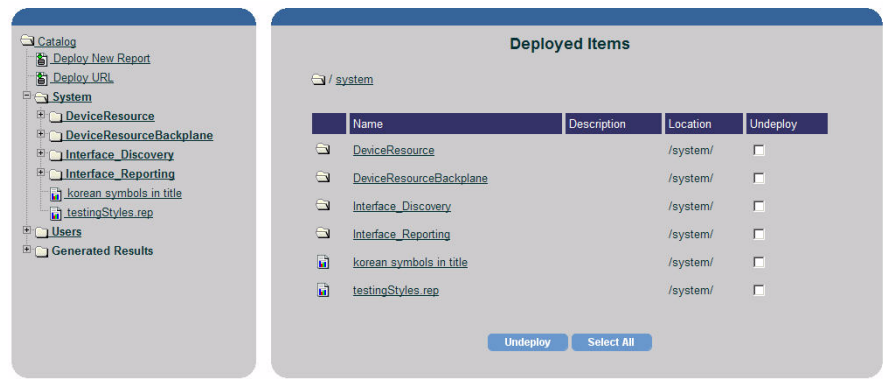 Catalog
Deploy New Report
Deploy URL
System
DeviceResource
DeviceResourceBackplane
Interface_Discovery
Interface_Reporting
korean symbols in title
testingStyles.rep
Users
Generated Results
Deployed Items
/ system
Name Description Location Undeploy
DeviceResource /system/
DeviceResourceBackplane /system/
Interface_Discovery /system/
Interface_Reporting /system/
korean symbols in title /system/
testingStyles.rep /system/
Undeploy Select All